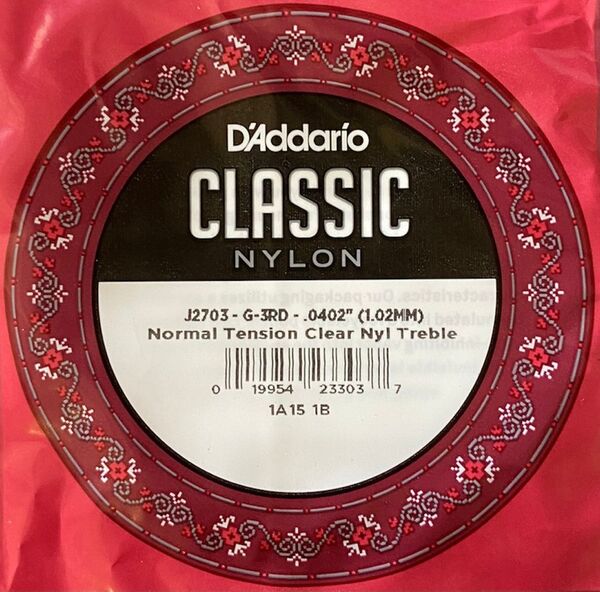 D'Addario
CLASSIC
NYLON
J2703 - G-3RD - .0402" (1.02MM)
Normal Tension Clear Nyl Treble
0 19954 23303 7
1A15 1B